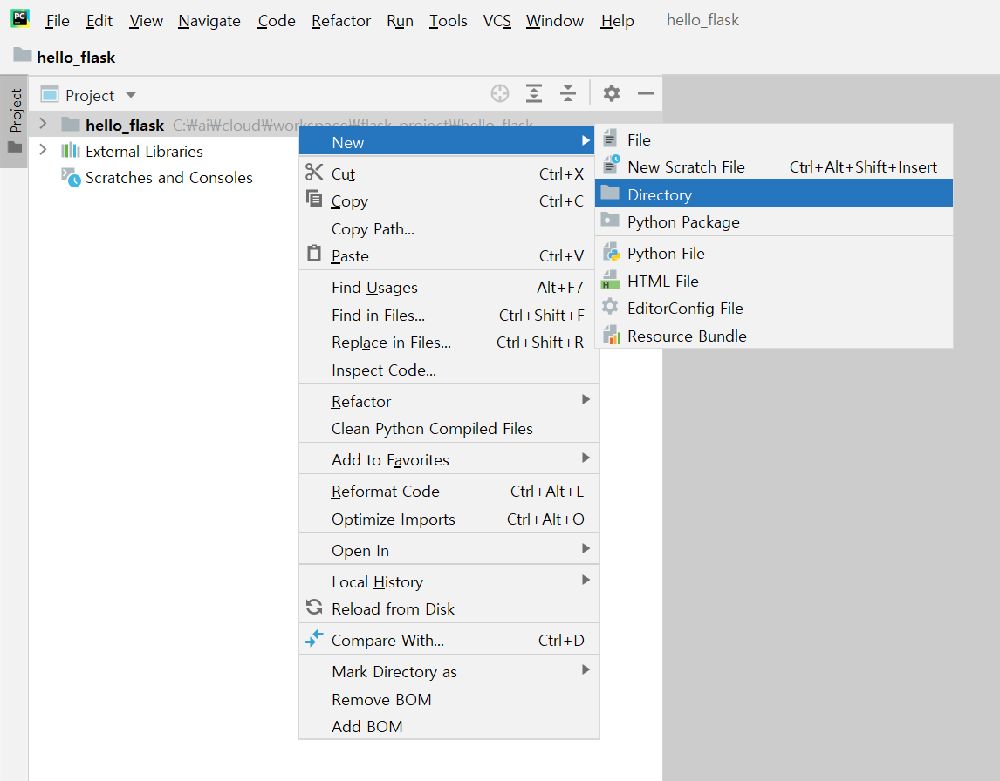 PC
File Edit View Navigate Code Refactor Run Tools VCS Window Help hello_flask
hello_flask
Project
Project
hello_flask C:₩ai₩cloud₩workspace₩flask_project₩hello_flask
External Libraries
Scratches and Consoles
New
Cut Ctrl+X
Copy Ctrl+C
Copy Path...
Paste Ctrl+V
Find Usages Alt+F7
Find in Files... Ctrl+Shift+F
Replace in Files... Ctrl+Shift+R
Inspect Code...
Refactor
Clean Python Compiled Files
Add to Favorites
Reformat Code Ctrl+Alt+L
Optimize Imports Ctrl+Alt+O
Open In
Local History
Reload from Disk
Compare With... Ctrl+D
Mark Directory as
Remove BOM
Add BOM
File
New Scratch File Ctrl+Alt+Shift+Insert
Directory
Python Package
Python File
H HTML File
EditorConfig File
Resource Bundle